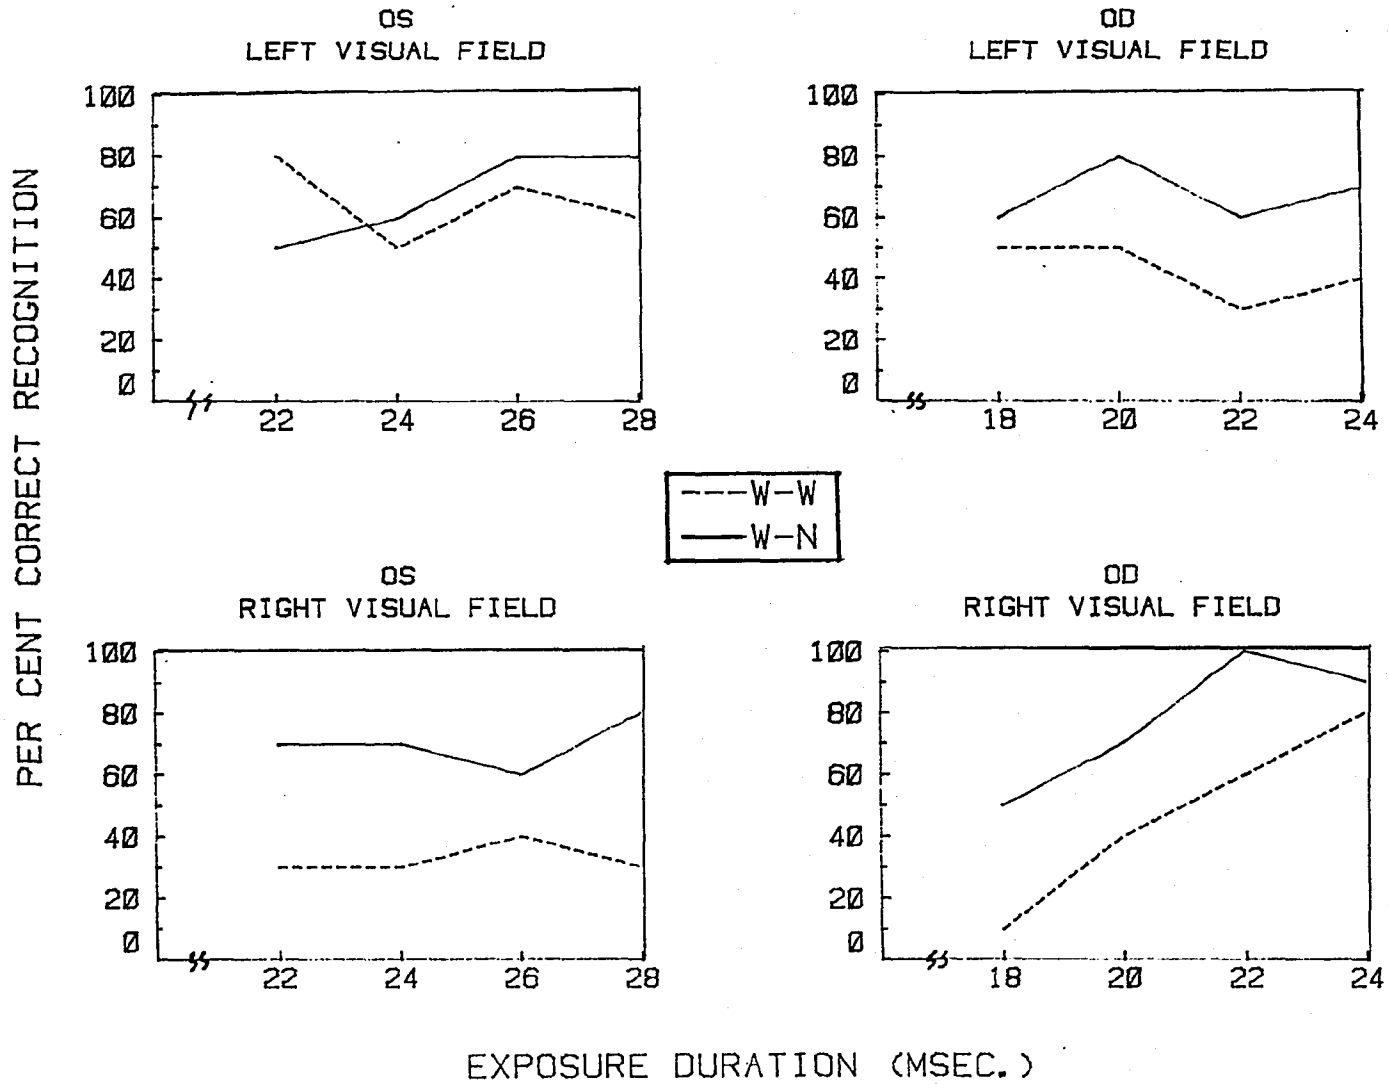 OS
LEFT VISUAL FIELD
100
80
60
40
20
0
22 24 26 28
OD
LEFT VISUAL FIELD
100
80
60
40
20
0
18 20 22 24
PER CENT CORRECT RECOGNITION
W-W
W-N
OS
RIGHT VISUAL FIELD
100
80
60
40
20
0
22 24 26 28
OD
RIGHT VISUAL FIELD
100
80
60
40
20
0
18 20 22 24
EXPOSURE DURATION (MSEC.)